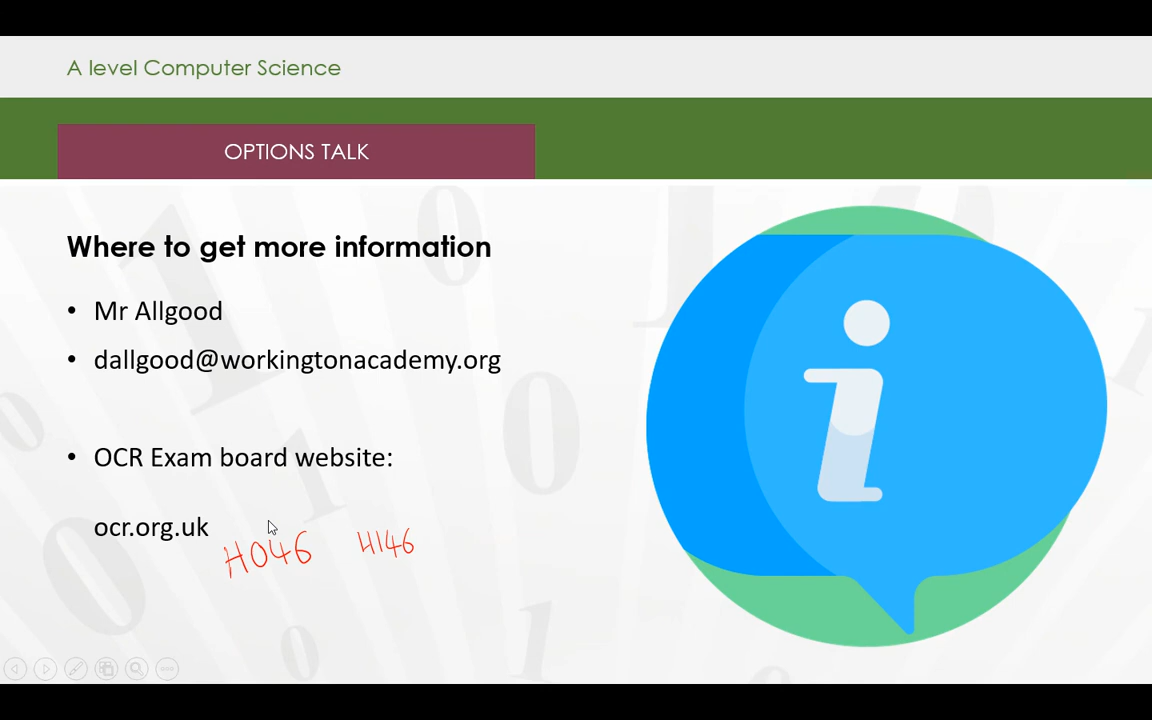 A level Computer Science
OPTIONS TALK
Where to get more information
• Mr Allgood
• dallgood@workingtonacademy.org
• OCR Exam board website:
ocr.org.uk
H046 H146